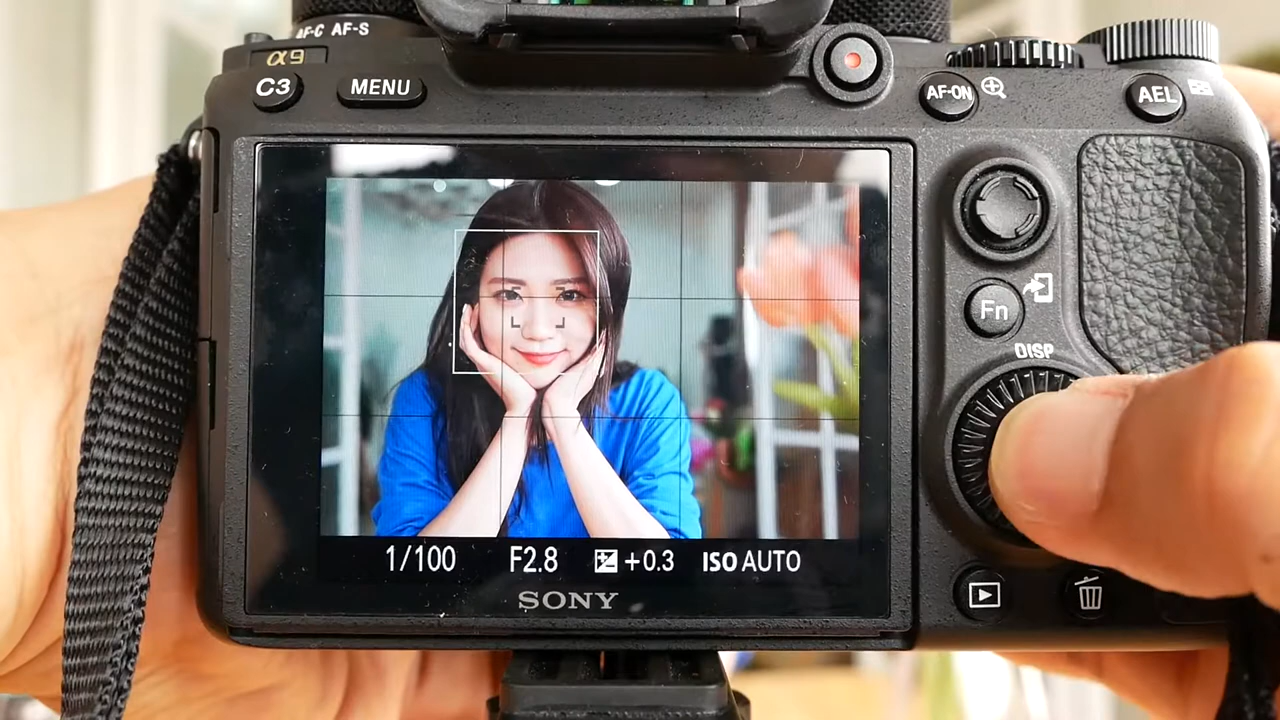 AF-C AF-S
α9
C3
MENU
AF-ON
AEL
Fn
DISP
1/100 F2.8 +0.3 ISO AUTO
SONY